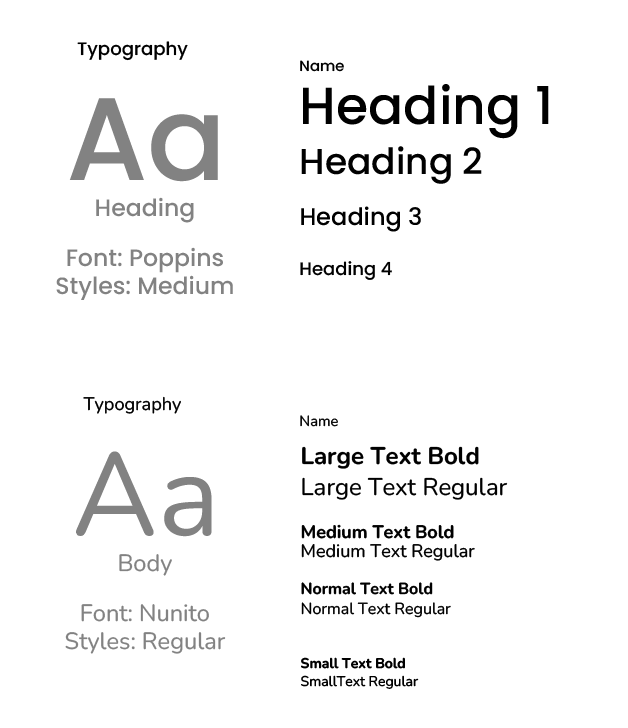 Typography
Aa
Heading
Font: Poppins
Styles: Medium
Name
Heading 1
Heading 2
Heading 3
Heading 4
Typography
Aa
Body
Font: Nunito
Styles: Regular
Name
Large Text Bold
Large Text Regular
Medium Text Bold
Medium Text Regular
Normal Text Bold
Normal Text Regular
Small Text Bold
SmallText Regular